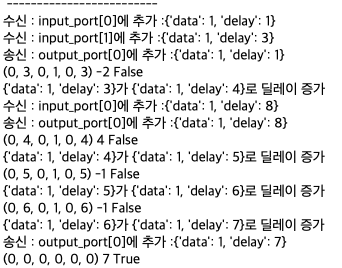 --------------------------
수신 : input_port[0]에 추가 :{'data': 1, 'delay': 1}
수신 : input_port[1]에 추가 :{'data': 1, 'delay': 3}
송신 : output_port[0]에 추가 :{'data': 1, 'delay': 1}
(0, 3, 0, 1, 0, 3) -2 False
{'data': 1, 'delay': 3}가 {'data': 1, 'delay': 4}로 딜레이 증가
수신 : input_port[0]에 추가 :{'data': 1, 'delay': 8}
송신 : output_port[0]에 추가 :{'data': 1, 'delay': 8}
(0, 4, 0, 1, 0, 4) 4 False
{'data': 1, 'delay': 4}가 {'data': 1, 'delay': 5}로 딜레이 증가
(0, 5, 0, 1, 0, 5) -1 False
{'data': 1, 'delay': 5}가 {'data': 1, 'delay': 6}로 딜레이 증가
(0, 6, 0, 1, 0, 6) -1 False
{'data': 1, 'delay': 6}가 {'data': 1, 'delay': 7}로 딜레이 증가
송신 : output_port[0]에 추가 :{'data': 1, 'delay': 7}
(0, 0, 0, 0, 0, 0) 7 True